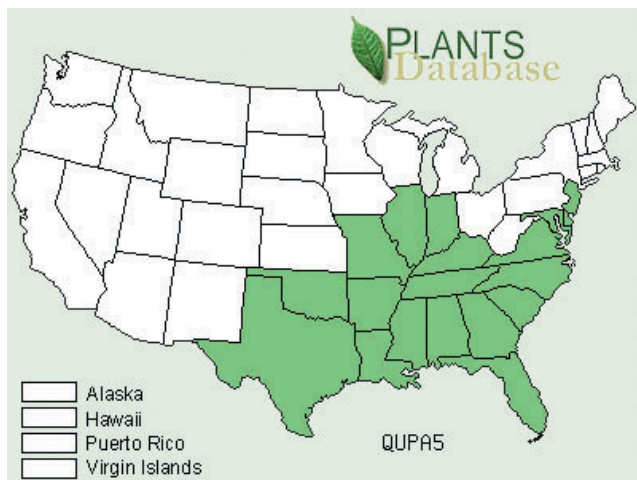 PLANTS
Database
Alaska
Hawaii
Puerto Rico
Virgin Islands
QUPA5